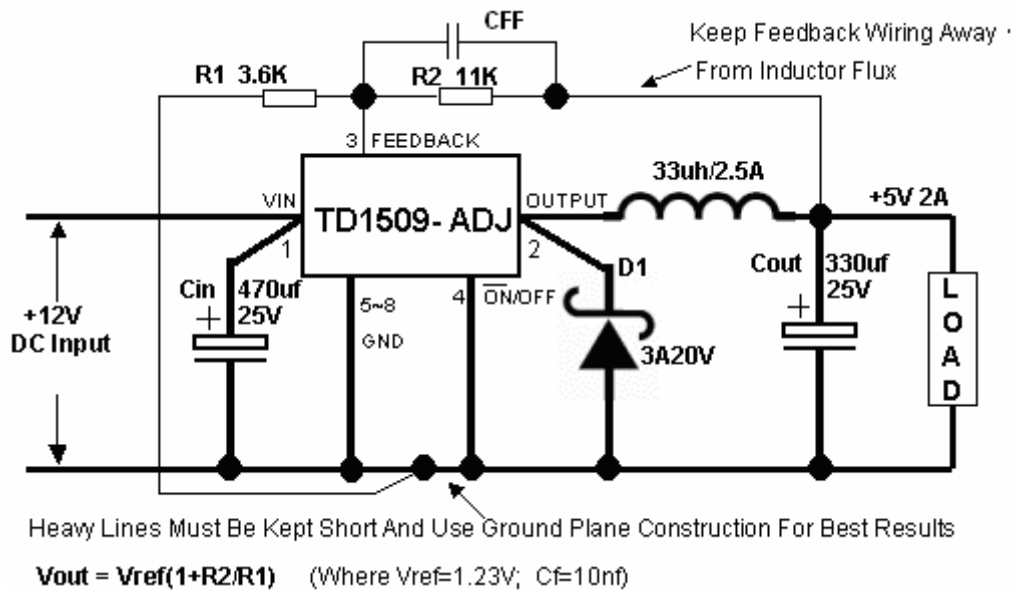 CFF
Keep Feedback Wiring Away
From Inductor Flux
R1 3.6K
R2 11K
3 FEEDBACK
33uh/2.5A
VIN
TD1509- ADJ
OUTPUT
+5V 2A
1
2
D1
Cin
470uf
25V
+
5~8
GND
4
ON/OFF
3A20V
Cout
330uf
25V
+
LOAD
+12V
DC Input
Heavy Lines Must Be Kept Short And Use Ground Plane Construction For Best Results
Vout = Vref(1+R2/R1) (Where Vref=1.23V; Cf=10nf)